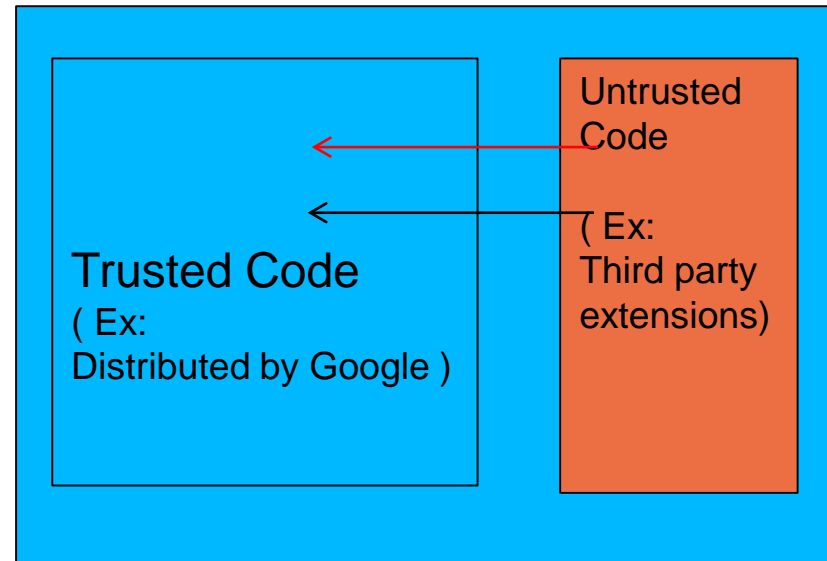 Trusted Code
( Ex:
Distributed by Google )
Untrusted
Code
( Ex:
Third party
extensions)